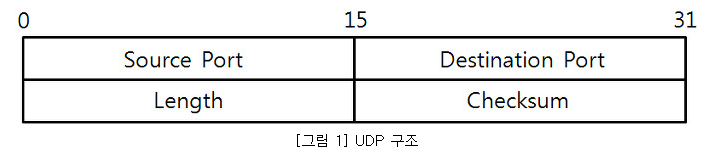 0 15 31
Source Port Destination Port
Length Checksum
[그림 1] UDP 구조